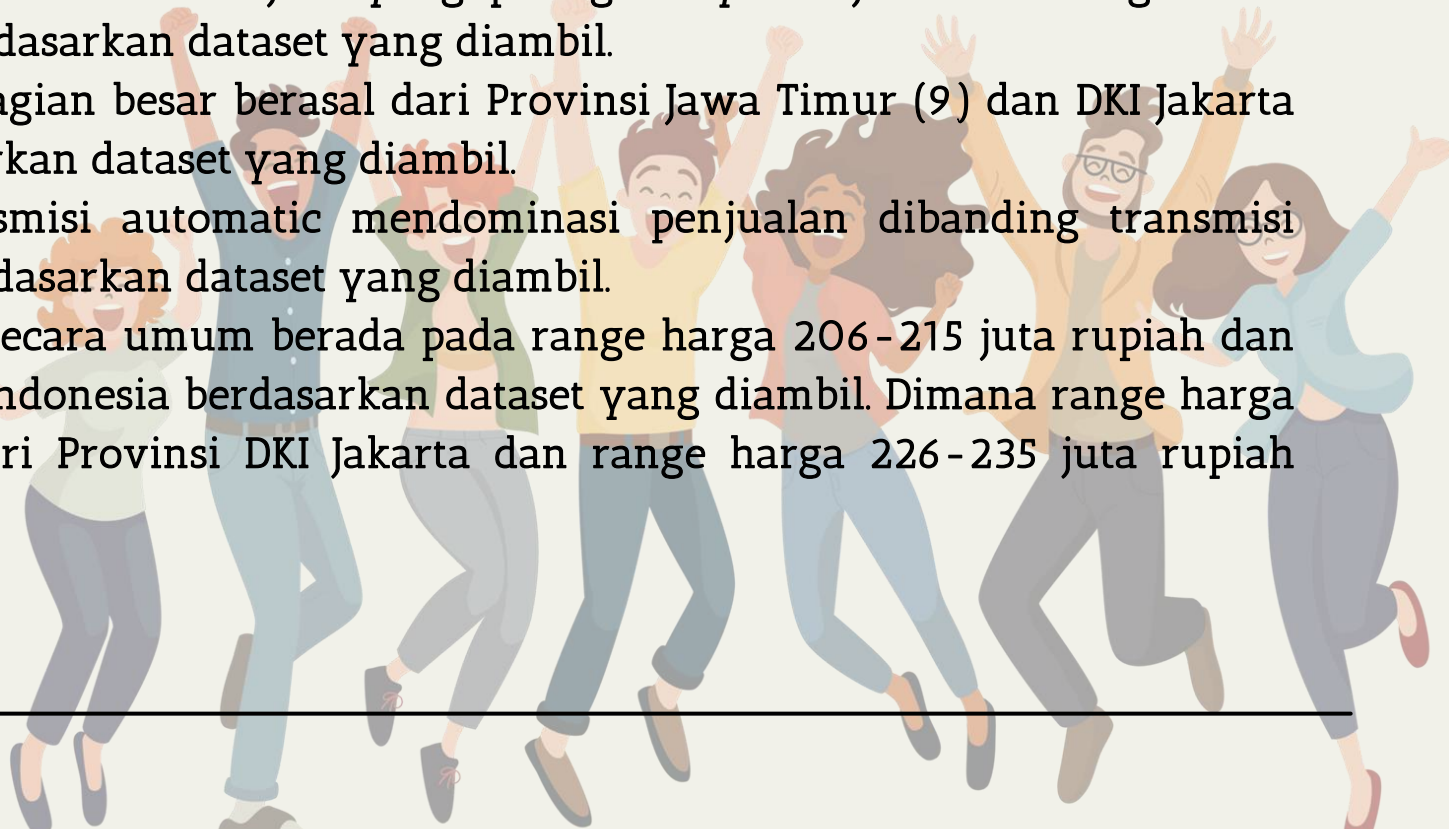 dasarkan dataset yang diambil.
agian besar berasal dari Provinsi Jawa Timur (9) dan DKI Jakarta
rkan dataset yang diambil.
smisi automatic mendominasi penjualan dibanding transmisi
dasarkan dataset yang diambil.
ecara umum berada pada range harga 206-215 juta rupiah dan
ndonesia berdasarkan dataset yang diambil. Dimana range harga
ri Provinsi DKI Jakarta dan range harga 226-235 juta rupiah